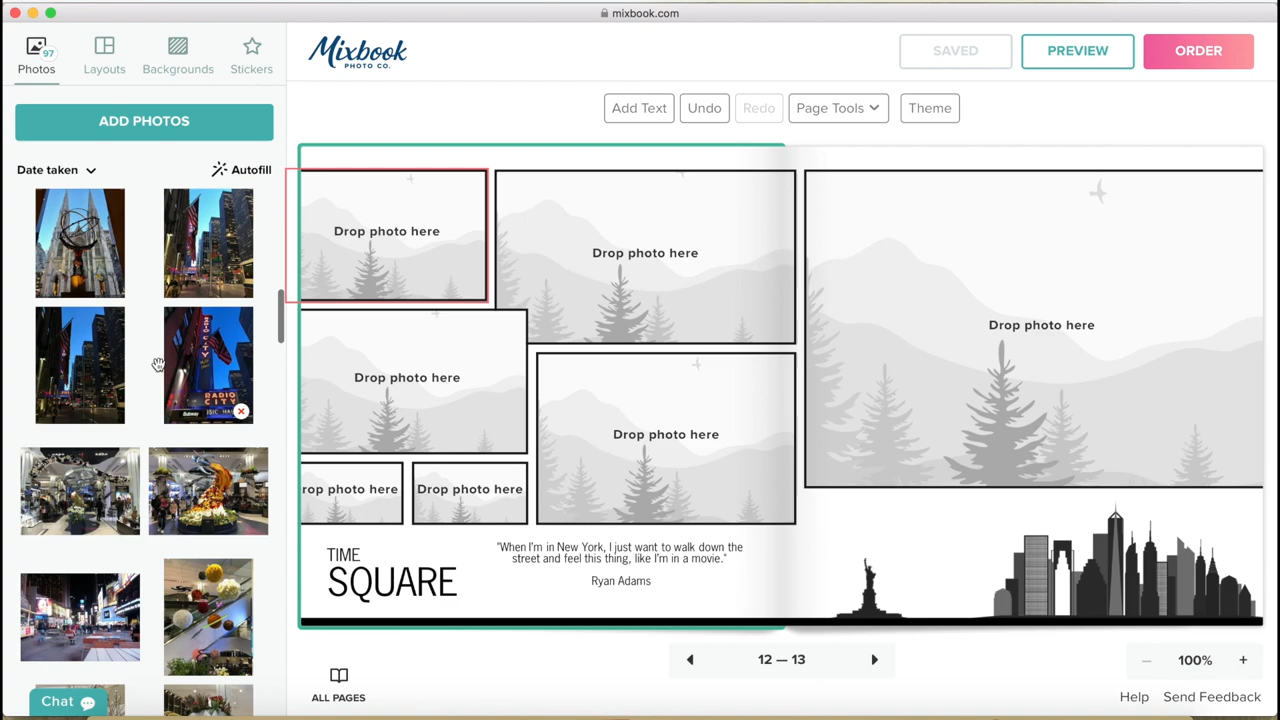 mixbook.com
97
Photos
Layouts
Backgrounds
Stickers
Mixbook
PHOTO CO.
SAVED
PREVIEW
ORDER
ADD PHOTOS
Add Text
Undo
Redo
Page Tools
Theme
Date taken
Autofill
Drop photo here
Drop photo here
Drop photo here
Drop photo here
Drop photo here
rop photo here
Drop photo here
RADIO
CITY
TIME
SQUARE
"When I'm in New York, I just want to walk down the
street and feel this thing, like I'm in a movie."
Ryan Adams
12 — 13
100%
ALL PAGES
Help
Send Feedback
Chat